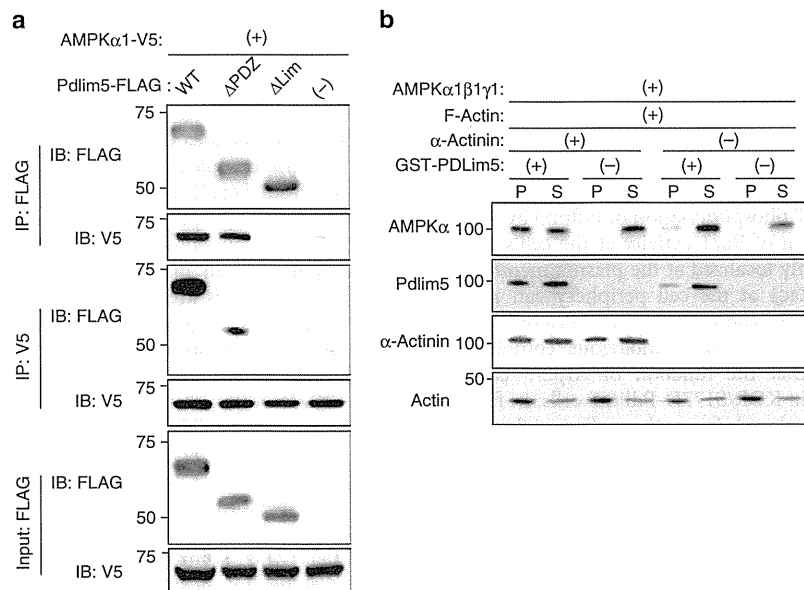 a
AMPKα1-V5: (+)
Pdlim5-FLAG : WT ΔPDZ ΔLim (–)
IP: FLAG
75
IB: FLAG
50
75
IB: V5
IP: V5
75
IB: FLAG
50
75
IB: V5
Input: FLAG
75
IB: FLAG
50
75
IB: V5
b
AMPKα1β1γ1: (+)
F-Actin: (+)
α-Actinin: (+) (–)
GST-PDLim5: (+) (–) (+) (–)
P S P S P S P S
AMPKα 100
Pdlim5 100
α-Actinin 100
50
Actin